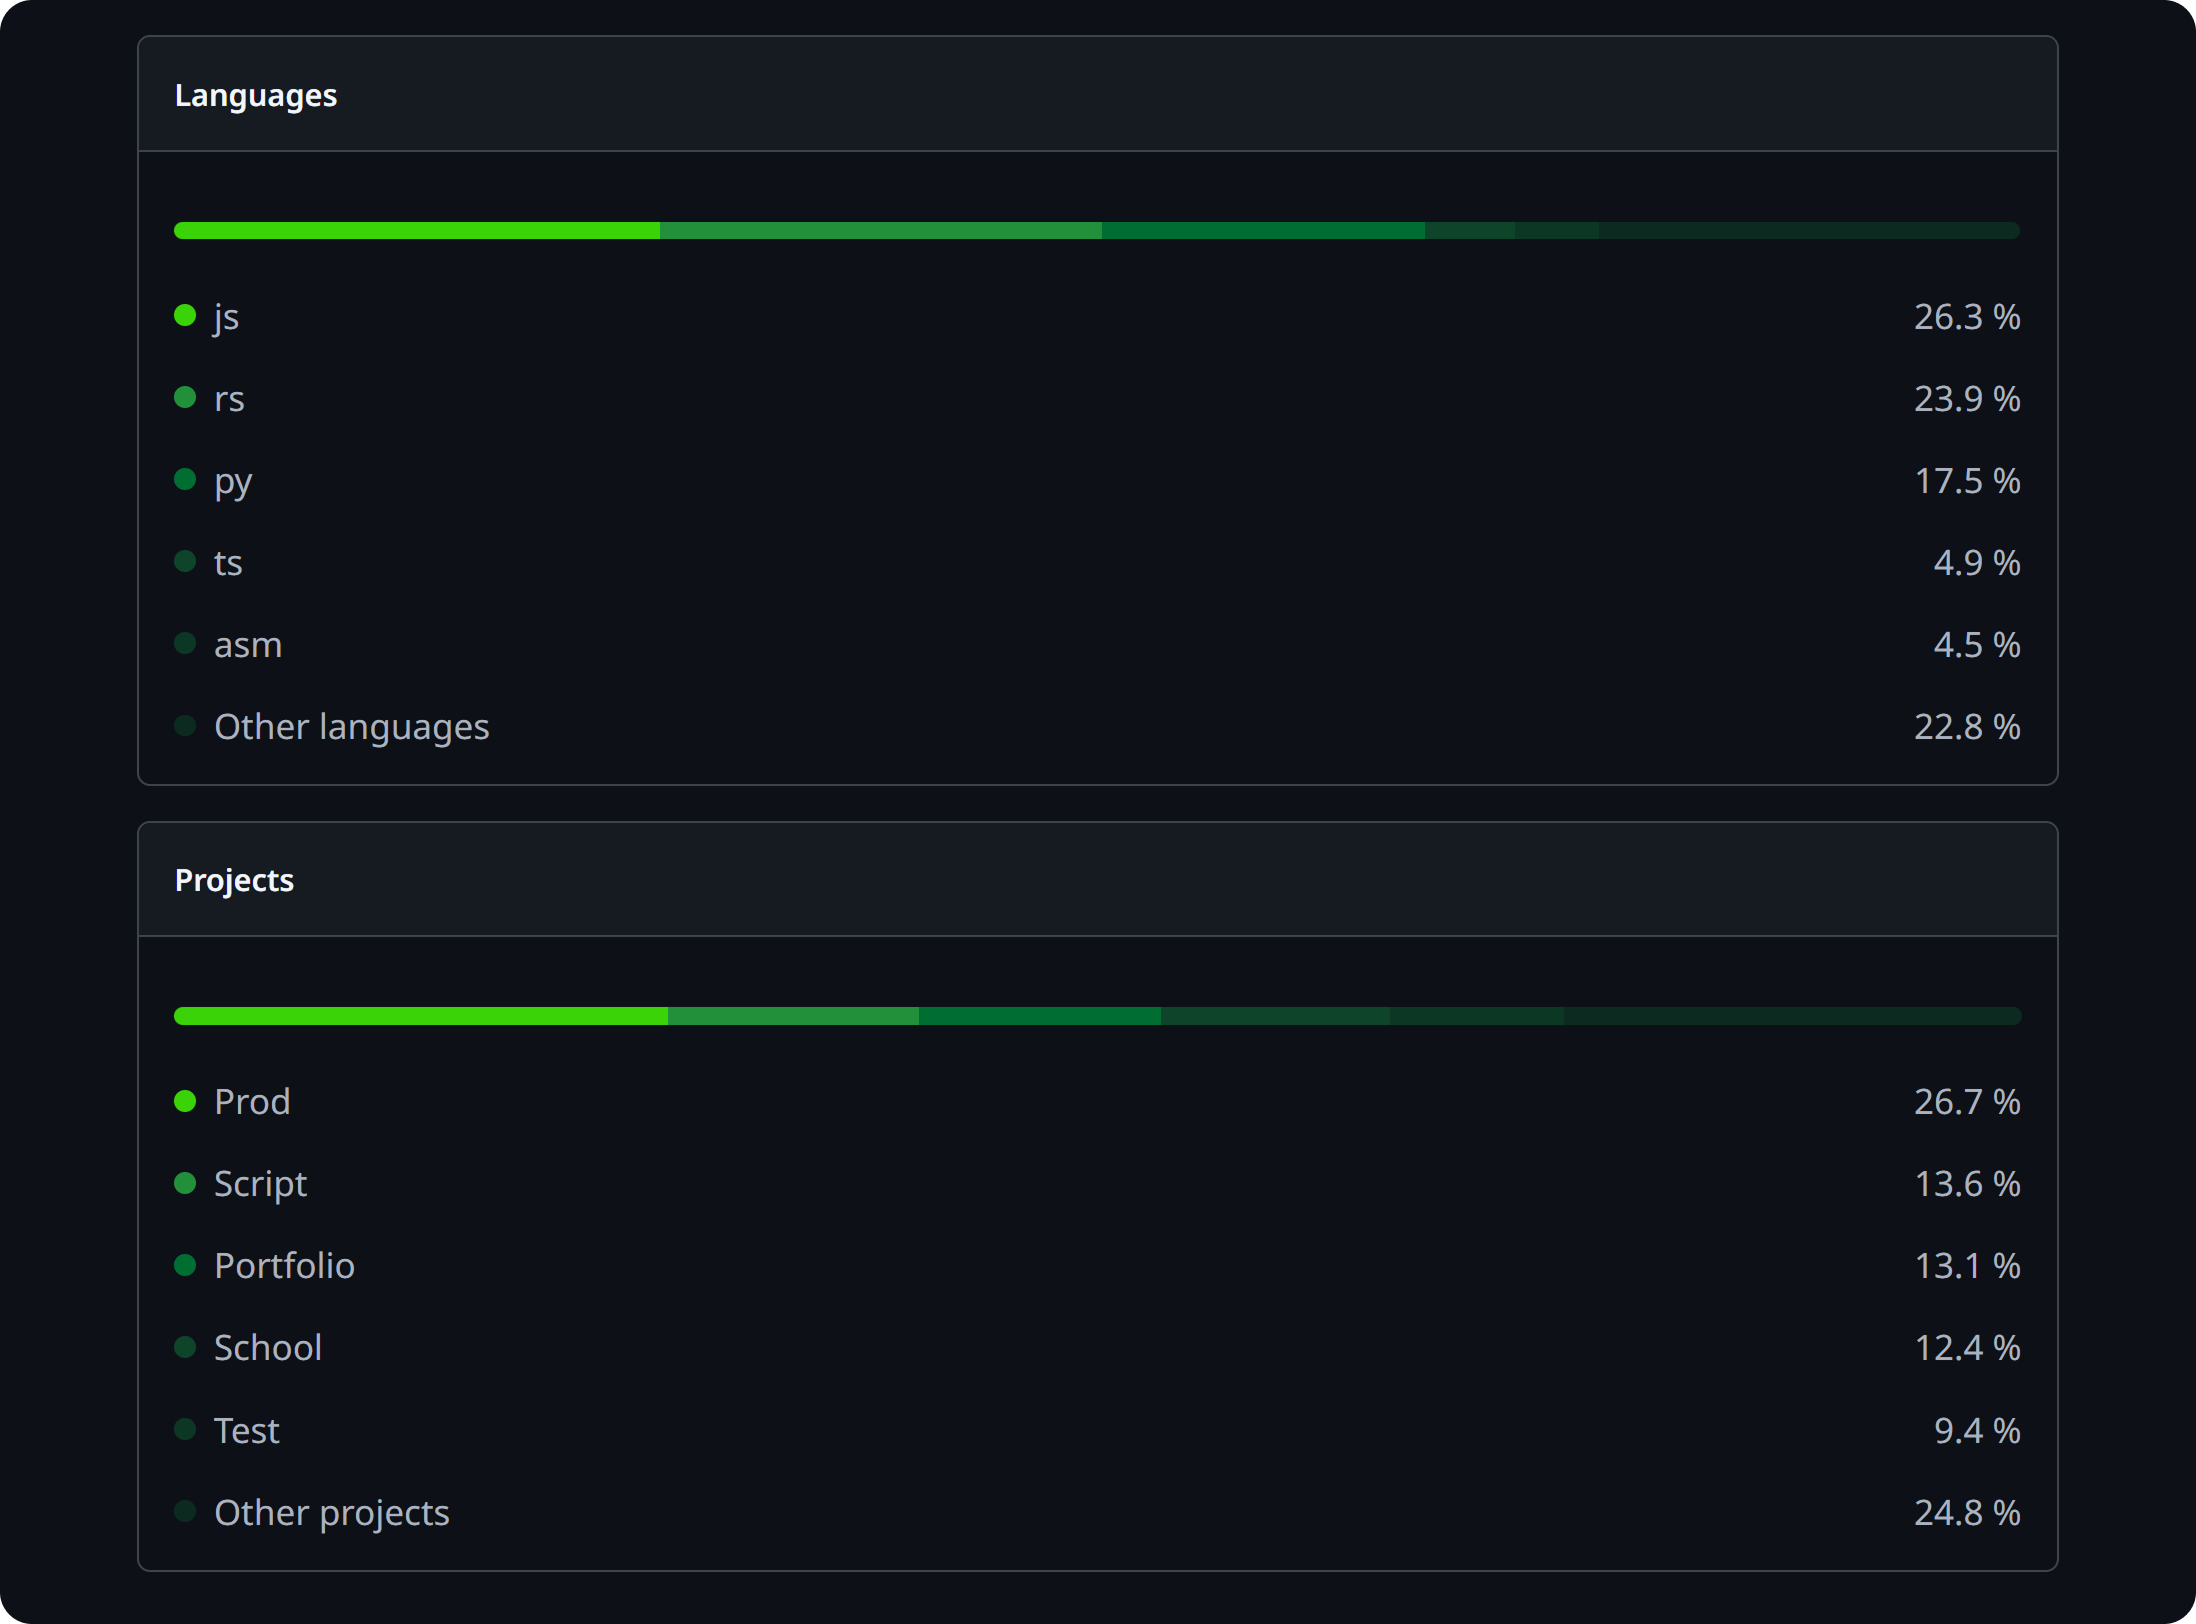 Languages
js 26.3 %
rs 23.9 %
py 17.5 %
ts 4.9 %
asm 4.5 %
Other languages 22.8 %
Projects
Prod 26.7 %
Script 13.6 %
Portfolio 13.1 %
School 12.4 %
Test 9.4 %
Other projects 24.8 %